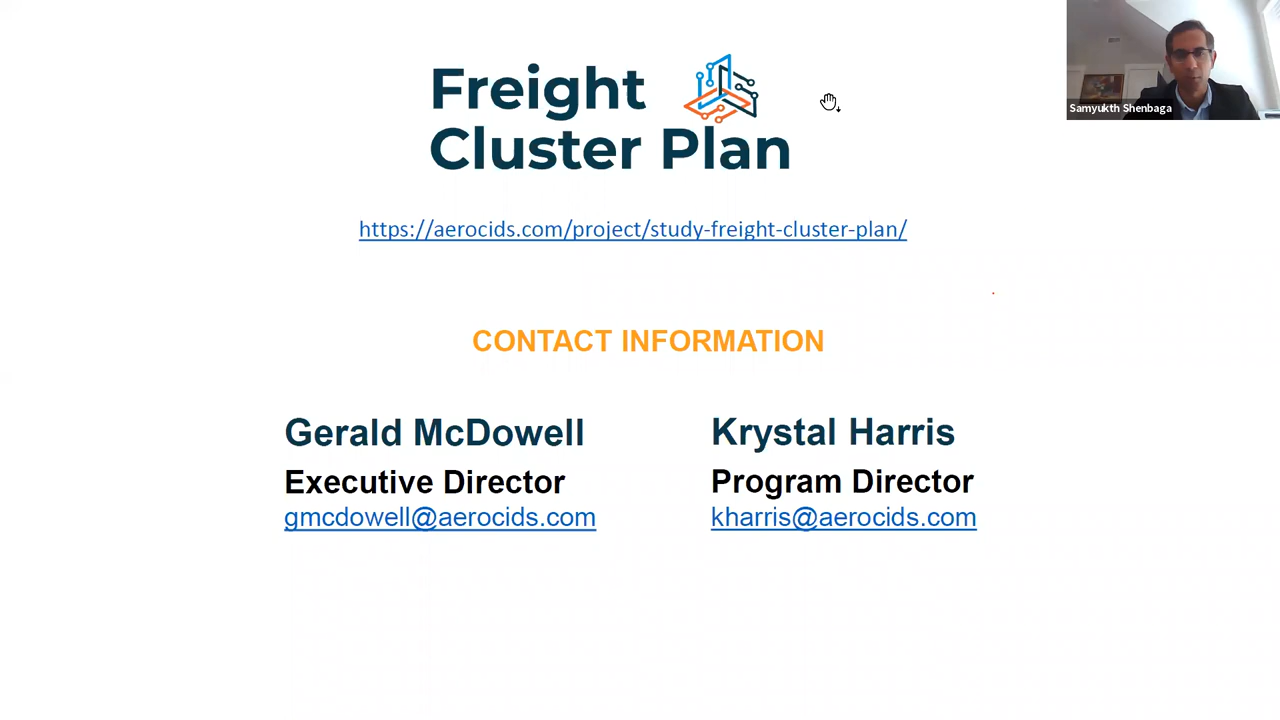 Freight
Cluster Plan
Samyukth Shenbaga
https://aerocids.com/project/study-freight-cluster-plan/
CONTACT INFORMATION
Gerald McDowell
Executive Director
gmcdowell@aerocids.com
Krystal Harris
Program Director
kharris@aerocids.com